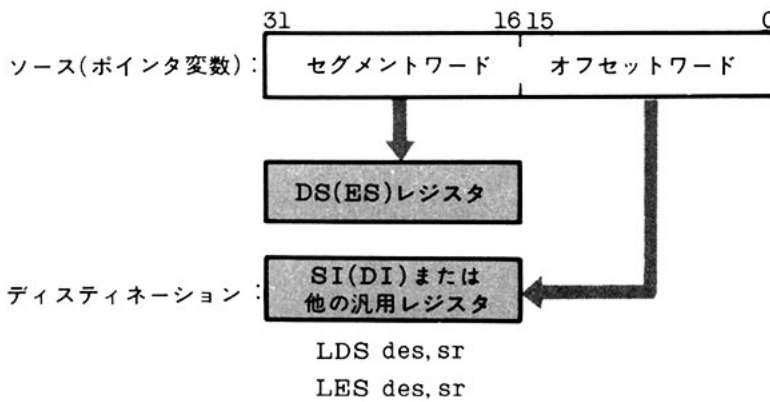 31 16 15 0
ソース(ポインタ変数): セグメントワード オフセットワード
DS(ES)レジスタ
ディスティネーション: SI(DI)または
他の汎用レジスタ
LDS des, sr
LES des, sr